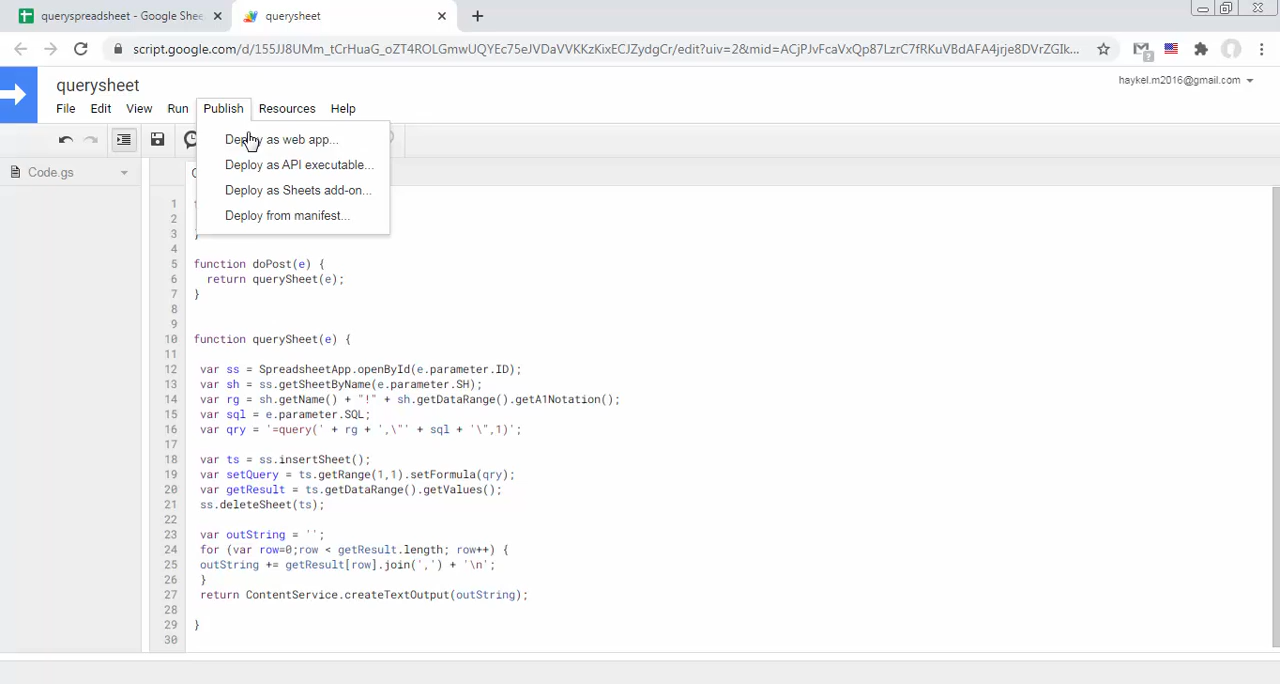 queryspreadsheet - Google Shee
querysheet
script.google.com/d/155JJ8UMm_tCrHuaG_oZT4ROLGmwUQYEc75eJVDaVVKKzKixECJZydgCr/edit?uiv=2&mid=ACjPJvFcaVxQp87LzrC7fRKuVBdAFA4jrje8DVrZGIk...
querysheet
haykel.m2016@gmail.com
File Edit View Run Publish Resources Help
Deploy as web app...
Deploy as API executable...
Deploy as Sheets add-on...
Deploy from manifest...
Code.gs
1
2
3 }
4
5 function doPost(e) {
6 return querySheet(e);
7 }
8
9
10 function querySheet(e) {
11
12 var ss = SpreadsheetApp.openById(e.parameter.ID);
13 var sh = ss.getSheetByName(e.parameter.SH);
14 var rg = sh.getName() + "!" + sh.getDataRange().getA1Notation();
15 var sql = e.parameter.SQL;
16 var qry = '=query(' + rg + ',\"' + sql + '\",1)';
17
18 var ts = ss.insertSheet();
19 var setQuery = ts.getRange(1,1).setFormula(qry);
20 var getResult = ts.getDataRange().getValues();
21 ss.deleteSheet(ts);
22
23 var outString = '';
24 for (var row=0;row < getResult.length; row++) {
25 outString += getResult[row].join(',') + '\n';
26 }
27 return ContentService.createTextOutput(outString);
28
29 }
30